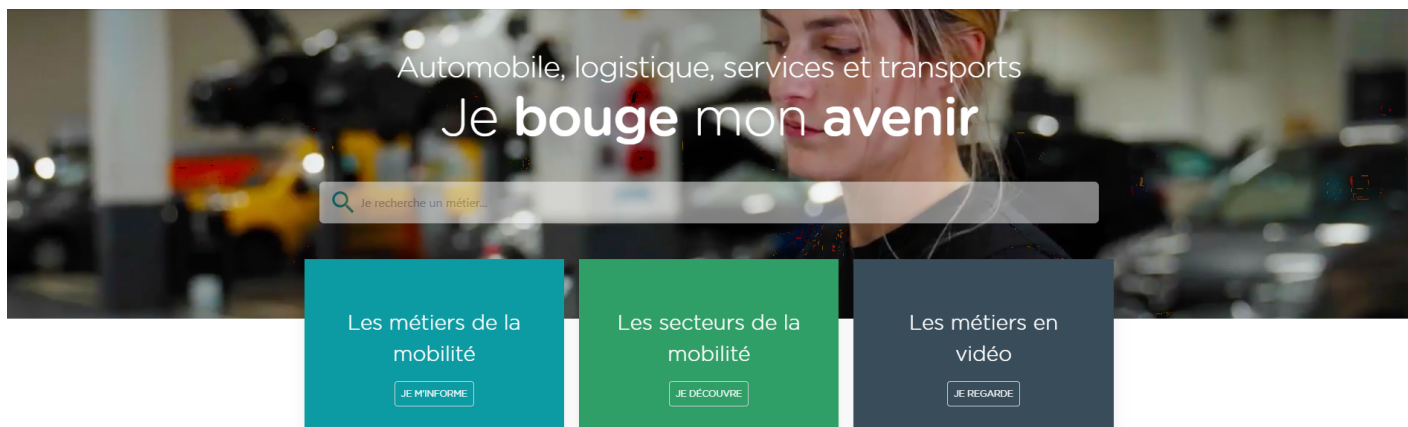 Automobile, logistique, services et transports
Je bouge mon avenir
Je recherche un métier...
Les métiers de la
mobilité
JE M'INFORME
Les secteurs de la
mobilité
JE DÉCOUVRE
Les métiers en
vidéo
JE REGARDE